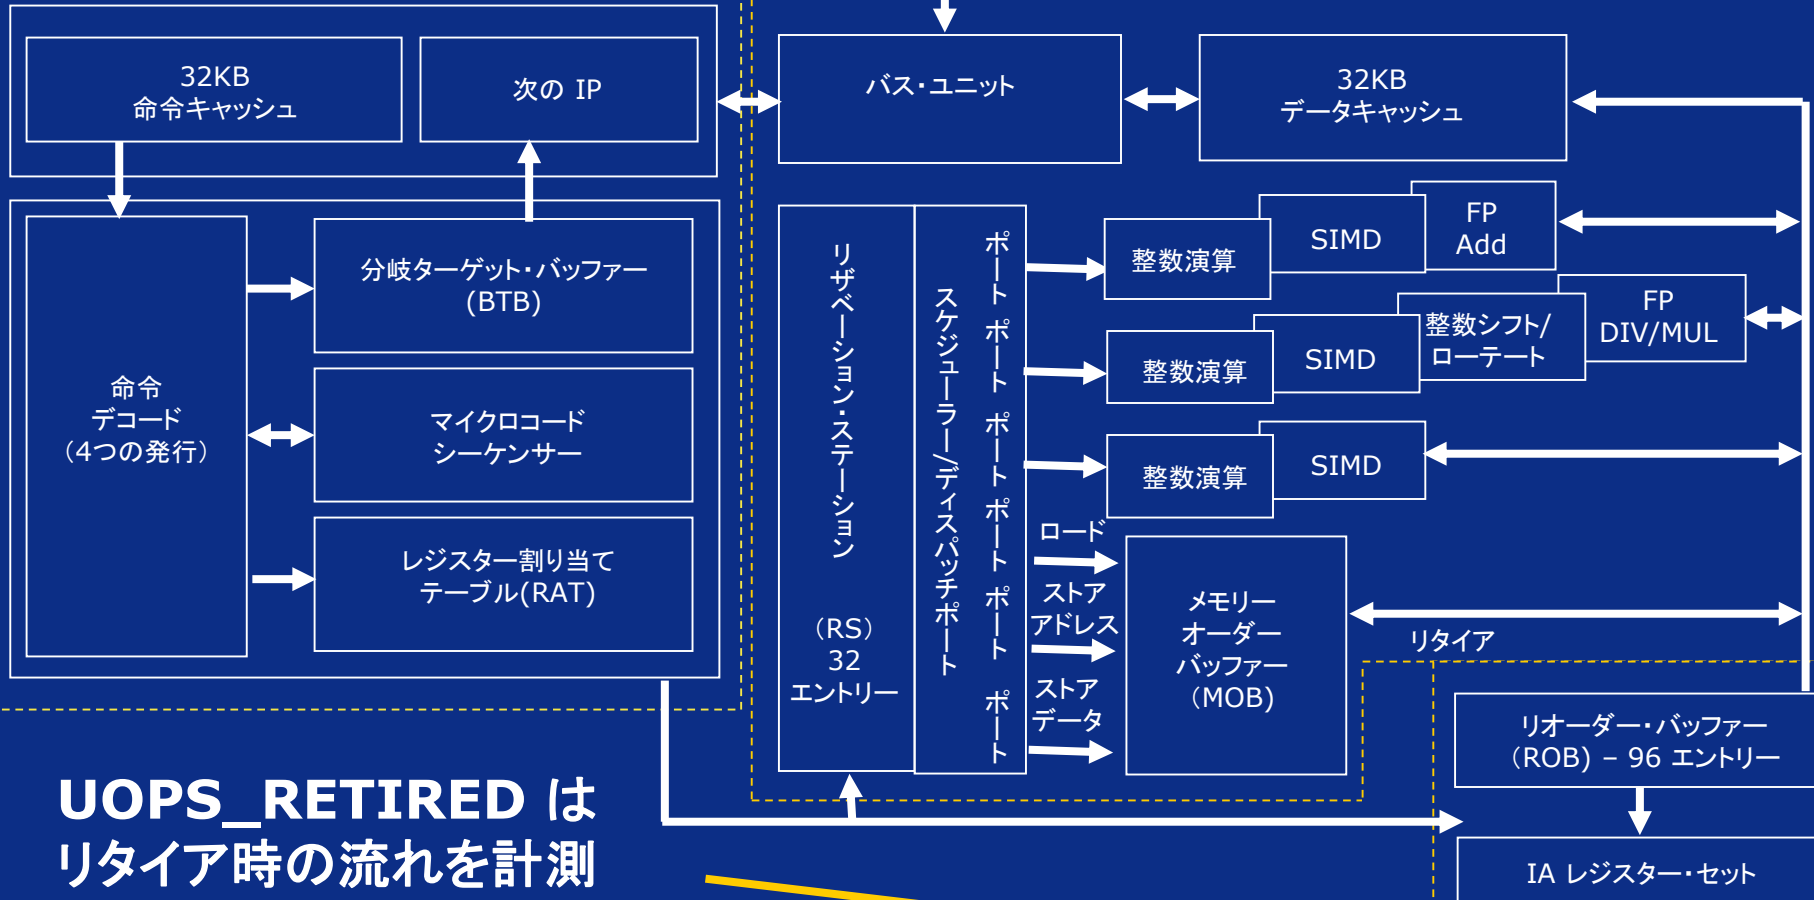 32KB
命令キャッシュ
次の IP
バス・ユニット
32KB
データキャッシュ
命令
デコード
(4つの発行)
分岐ターゲット・バッファー
(BTB)
マイクロコード
シーケンサー
レジスター割り当て
テーブル(RAT)
リザベーション・ステーション
(RS)
32
エントリー
スケジューラー/ディスパッチポート
ポート
ポート
ポート
ポート
ポート
ポート
整数演算
SIMD
FP
Add
整数演算
SIMD
整数シフト/
ローテート
FP
DIV/MUL
整数演算
SIMD
ロード
ストア
アドレス
ストア
データ
メモリー
オーダー
バッファー
(MOB)
リタイア
リオーダー・バッファー
(ROB) – 96 エントリー
IA レジスター・セット
UOPS_RETIRED は
リタイア時の流れを計測